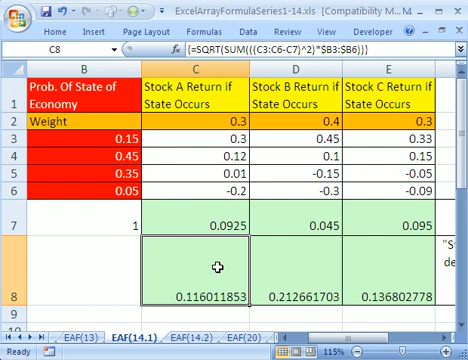 ExcelArrayFormulaSeries1-14.xls [Compatibility M...
Home Insert Page Layout Formulas Data Review View Developer
C8 fx {=SQRT(SUM(((C3:C6-C7)^2)*$B3:$B6))}
B C D E
1 Prob. Of State of Economy Stock A Return if State Occurs Stock B Return if State Occurs Stock C Return if State Occurs
2 Weight 0.3 0.4 0.3
3 0.15 0.3 0.45 0.33
4 0.45 0.12 0.1 0.15
5 0.35 0.01 -0.15 -0.05
6 0.05 -0.2 -0.3 -0.09
7 1 0.0925 0.045 0.095
8 0.116011853 0.212661703 0.136802778
9
EAF(13) EAF(14.1) EAF(14.2) EAF(20)
Ready 115%